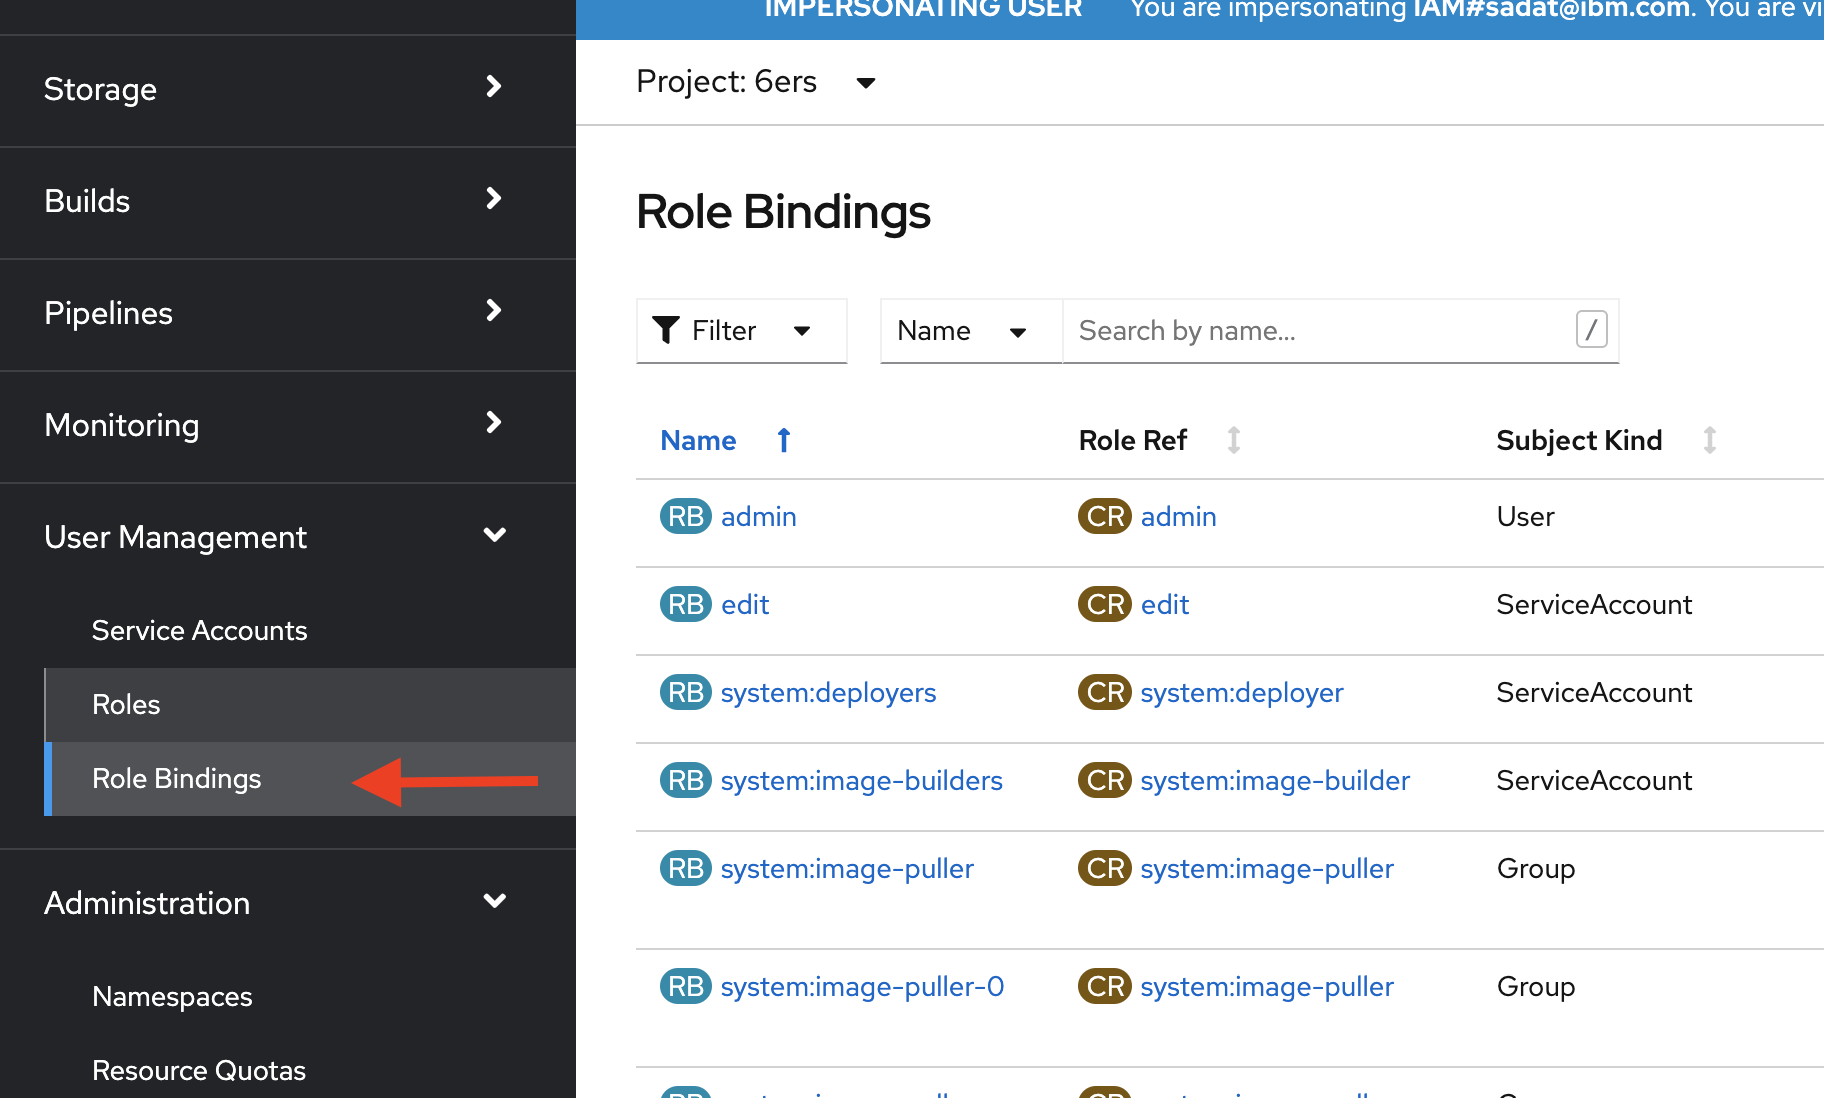 IMPERSONATING USER You are impersonating IAM#sadat@ibm.com. You are vi
Storage
Builds
Pipelines
Monitoring
User Management
Service Accounts
Roles
Role Bindings
Administration
Namespaces
Resource Quotas
Project: 6ers
Role Bindings
Filter Name Search by name... /
Name Role Ref Subject Kind
RB admin CR admin User
RB edit CR edit ServiceAccount
RB system:deployers CR system:deployer ServiceAccount
RB system:image-builders CR system:image-builder ServiceAccount
RB system:image-puller CR system:image-puller Group
RB system:image-puller-0 CR system:image-puller Group